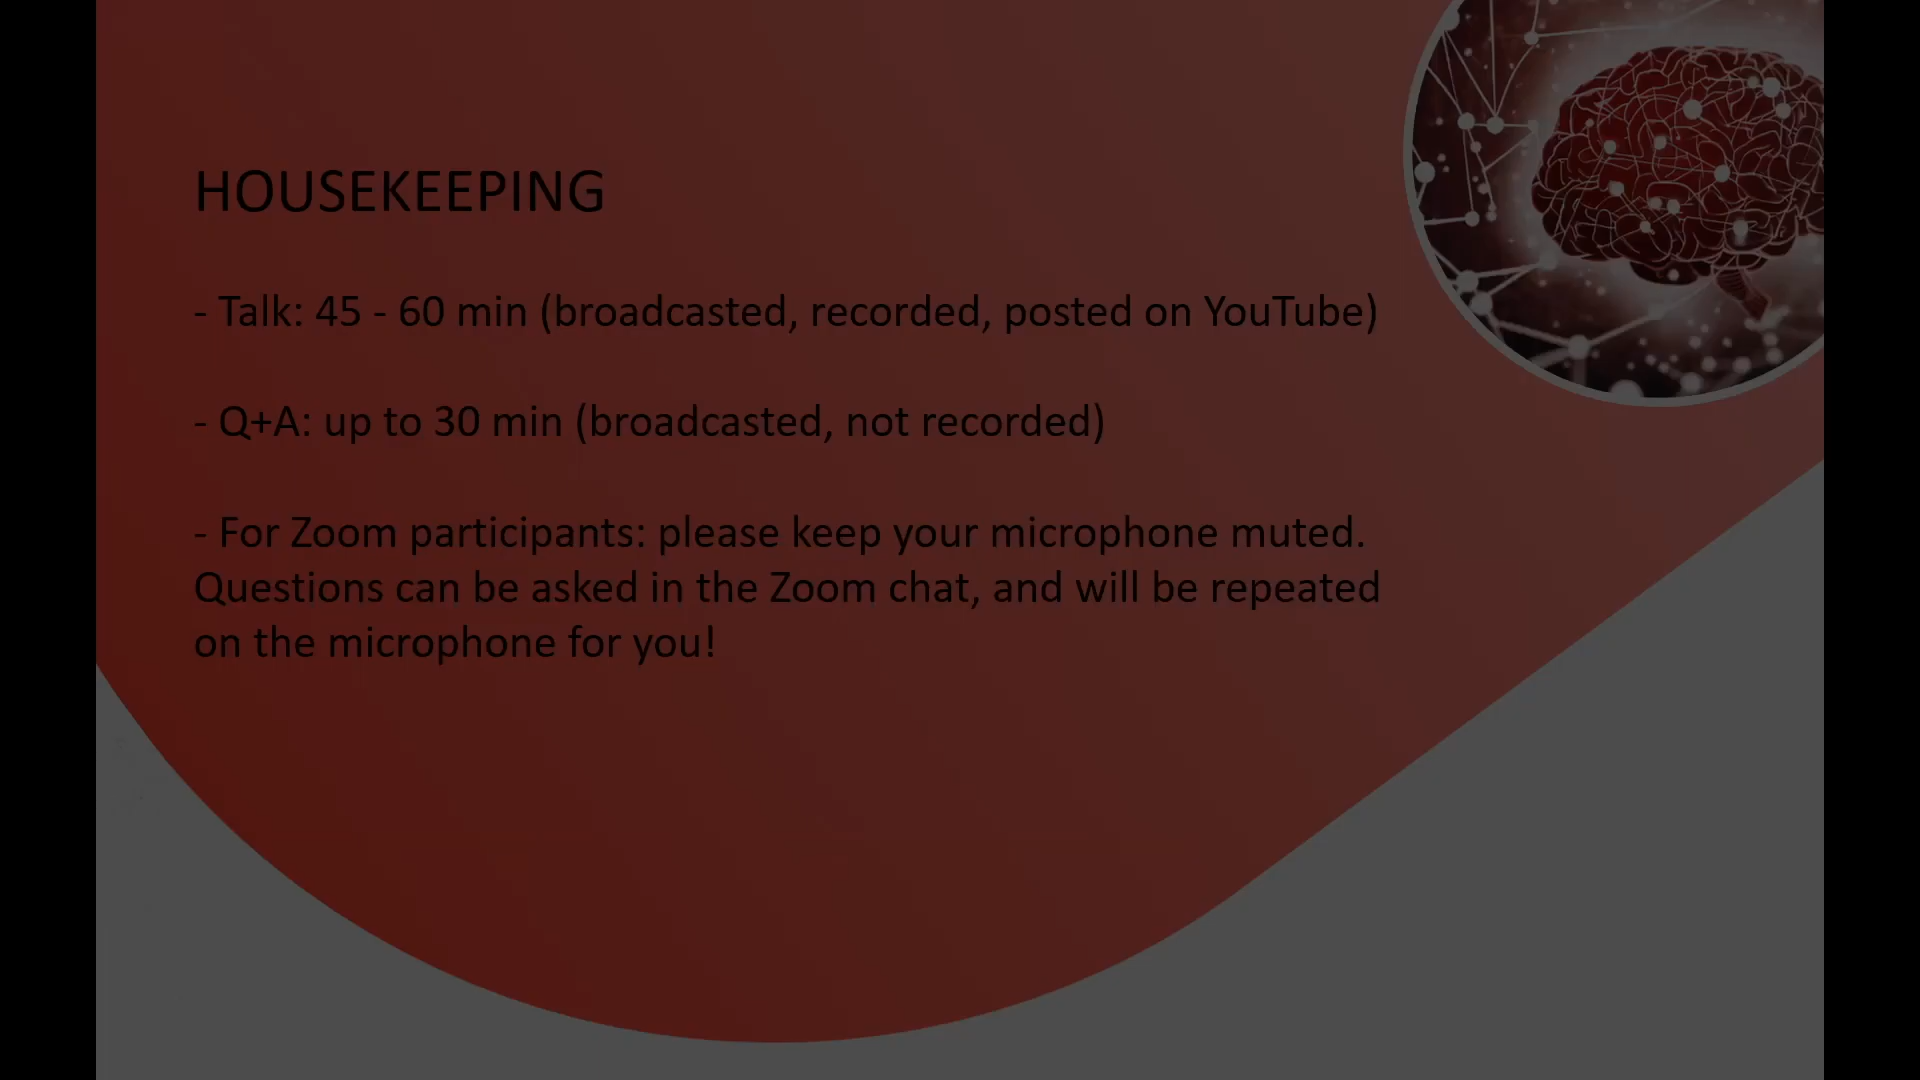 HOUSEKEEPING
- Talk: 45 - 60 min (broadcasted, recorded, posted on YouTube)
- Q+A: up to 30 min (broadcasted, not recorded)
- For Zoom participants: please keep your microphone muted.
Questions can be asked in the Zoom chat, and will be repeated
on the microphone for you!